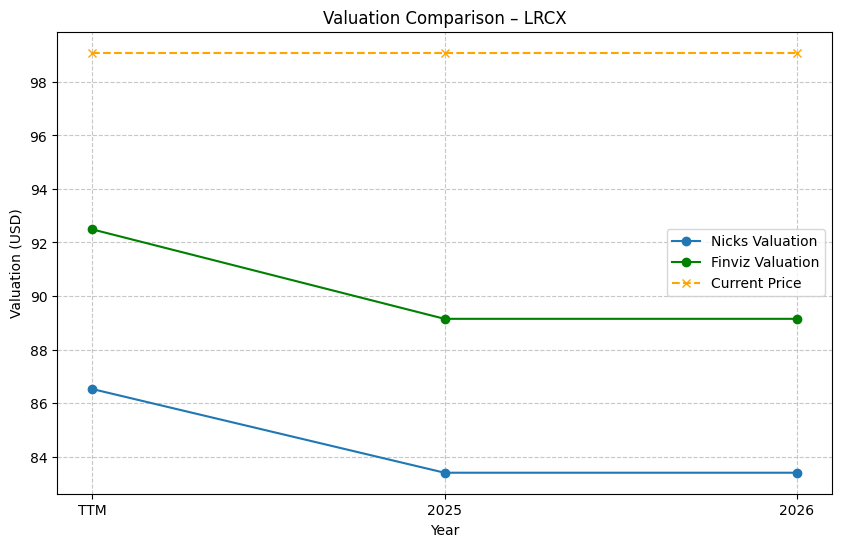 Valuation Comparison – LRCX
Valuation (USD)
98
96
94
92
90
88
86
84
Nicks Valuation
Finviz Valuation
Current Price
TTM 2025 2026
Year